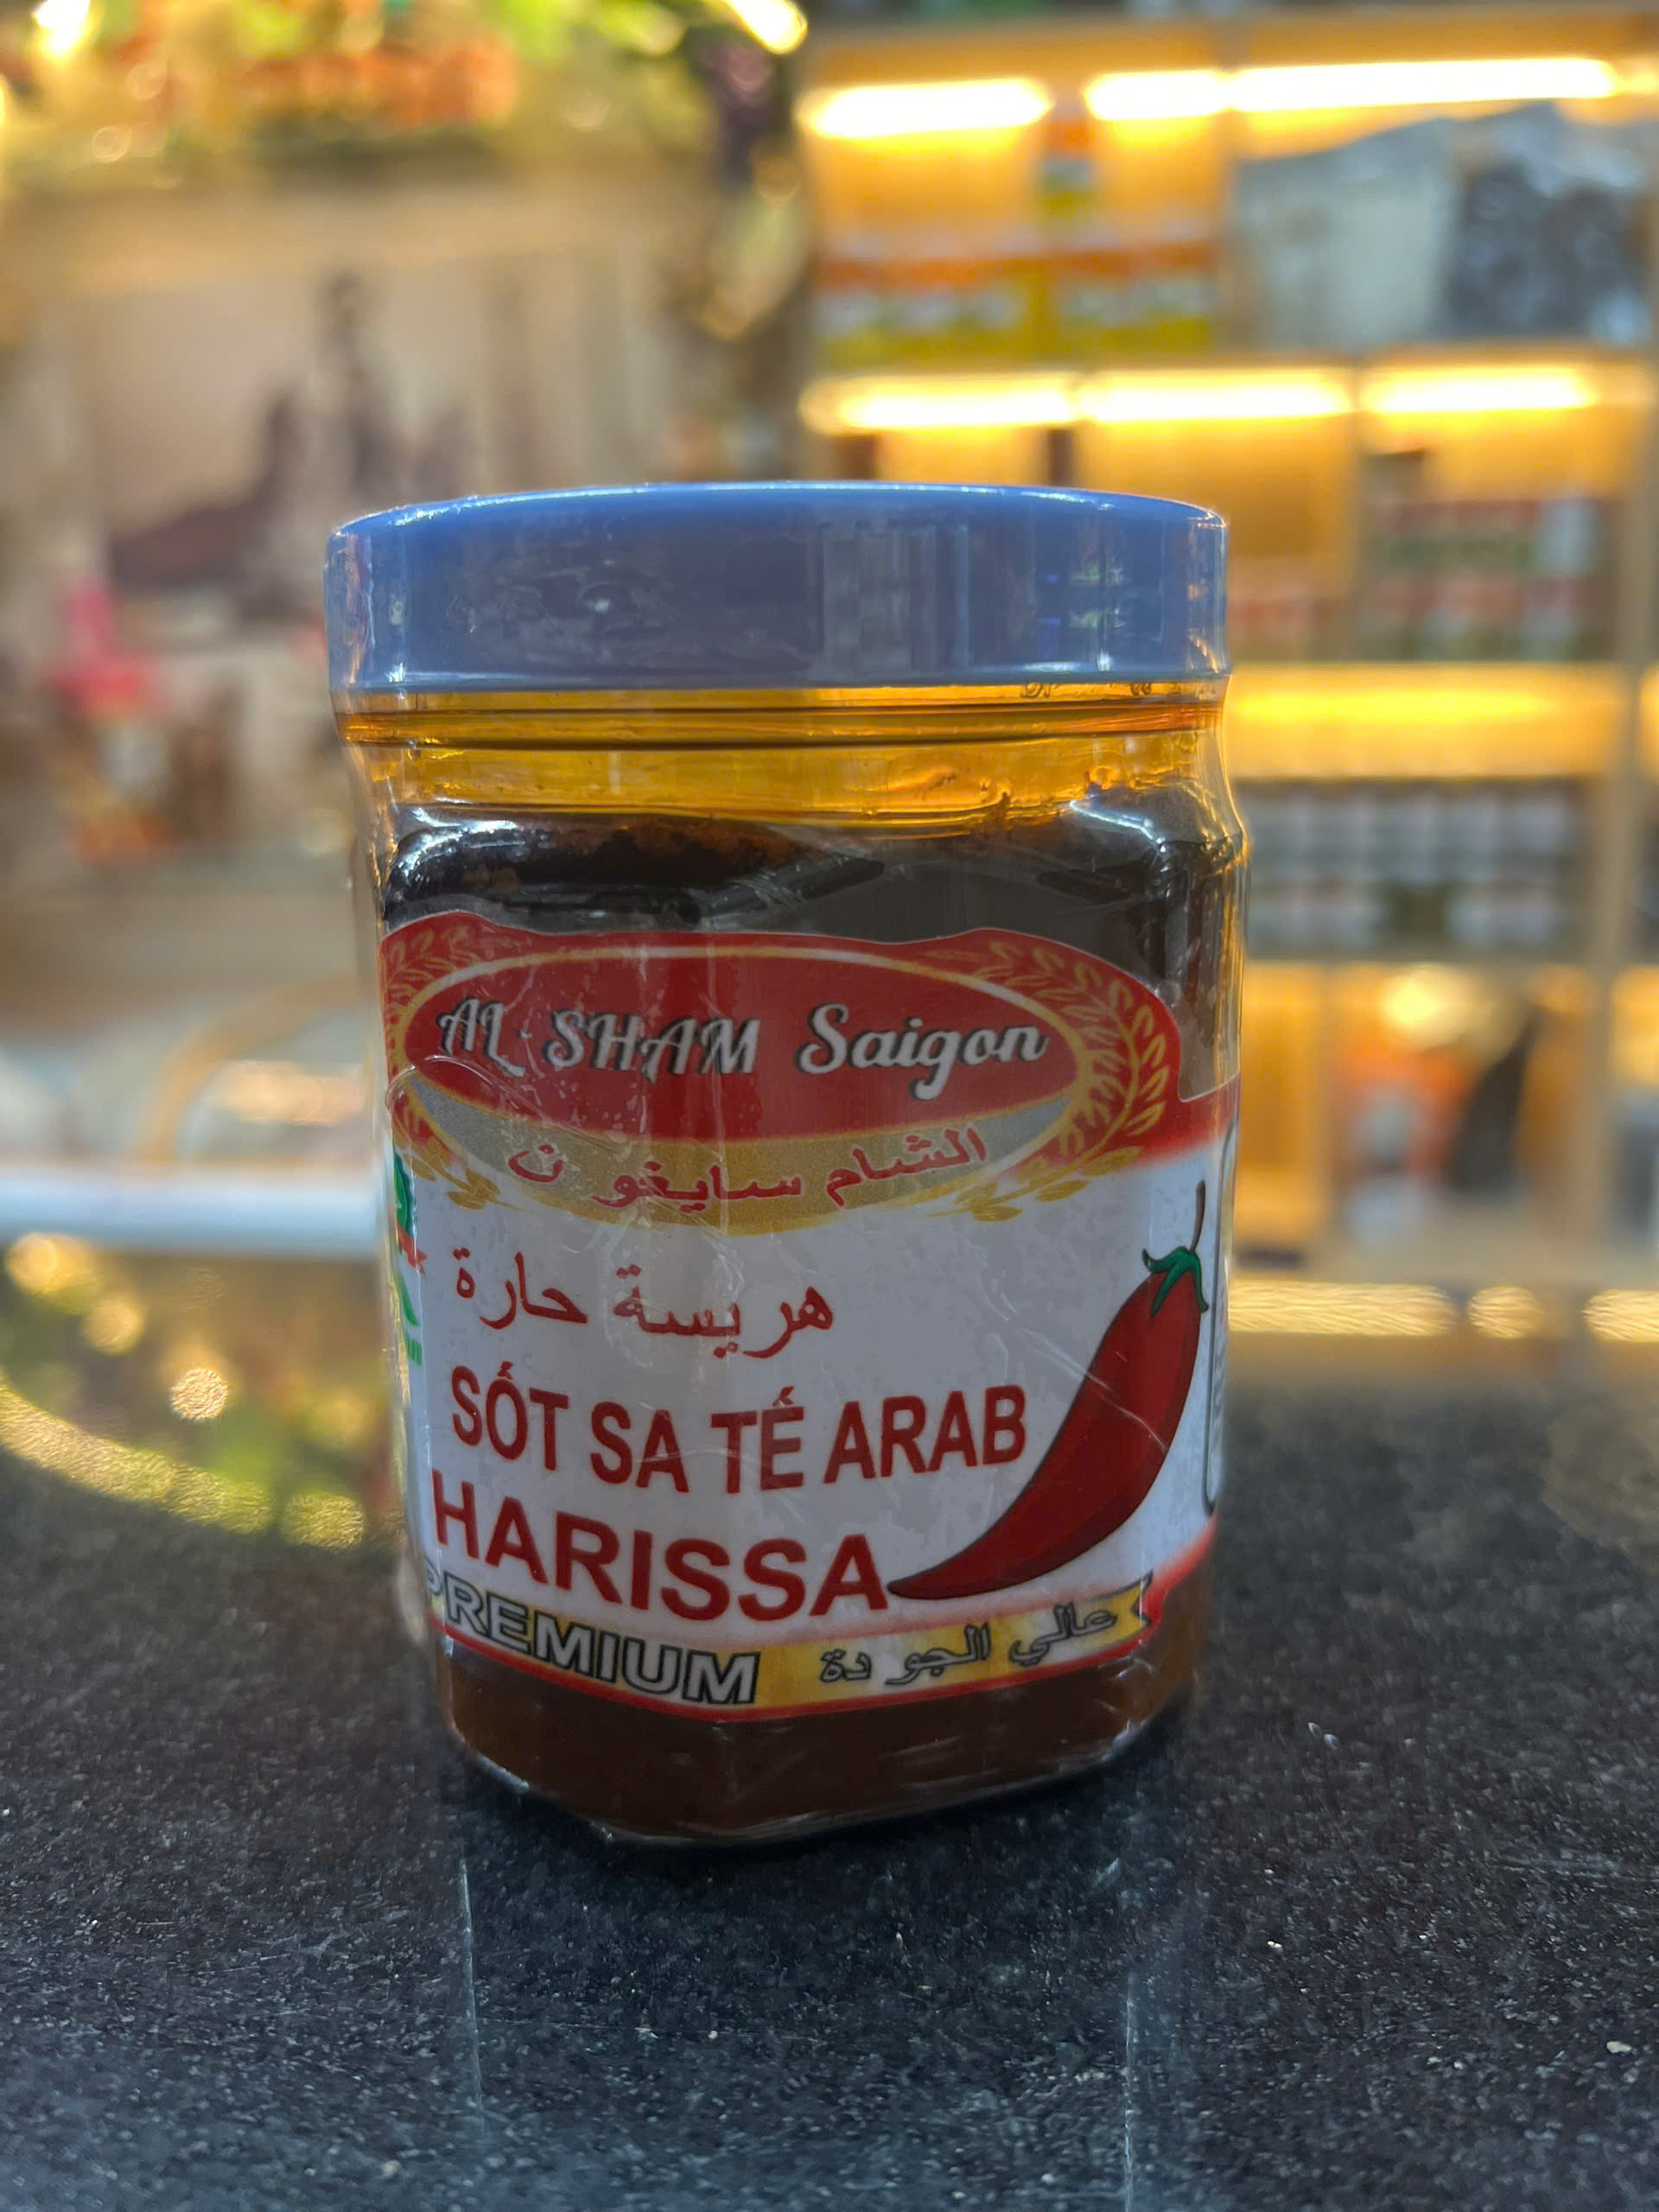 AL-SHAM Saigon
الشام سايغون
هريسة حارة
SỐT SA TẾ ARAB
HARISSA
PREMIUM عالي الجودة